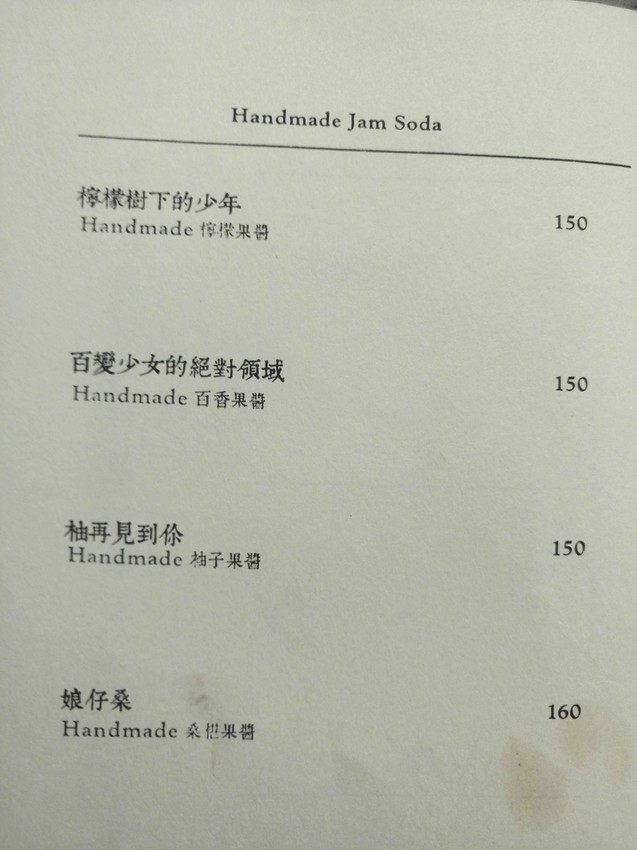 Handmade Jam Soda
檸檬樹下的少年
Handmade 檸檬果醬
150
百變少女的絕對領域
Handmade 百香果醬
150
柚再見到你
Handmade 柚子果醬
150
娘仔桑
Handmade 桑椹果醬
160